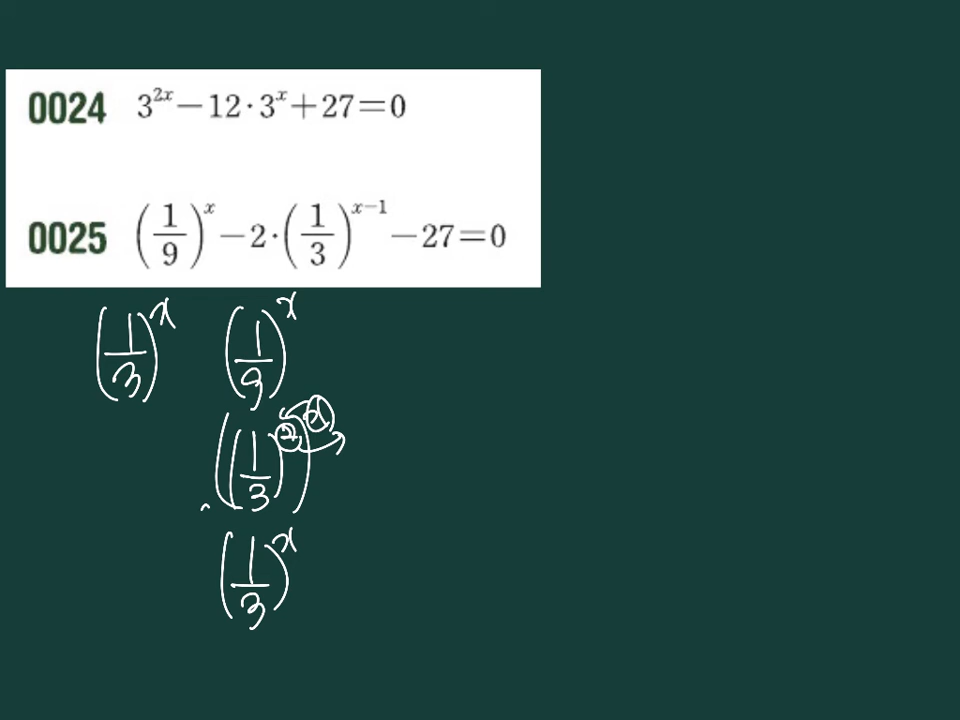 0024 3^{2x} − 12 · 3^x + 27 = 0
0025 (1/9)^x − 2 · (1/3)^{x−1} − 27 = 0
(1/3)^x (1/9)^x
((1/3)^2)^x
(1/3)^x